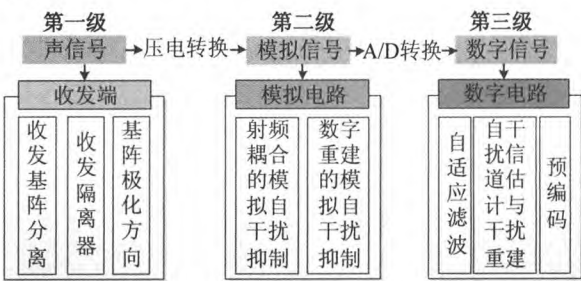 第一级
第二级
第三级
声信号
压电转换
模拟信号
A/D转换
数字信号
收发端
模拟电路
数字电路
收发基阵分离
收发隔离器
基阵极化方向
射频
耦合
的模
拟自
干扰
抑制
数字
重建
的模
拟自
干扰
抑制
自适应滤波
自干
扰信
道估
计与
干扰
重建
预编码